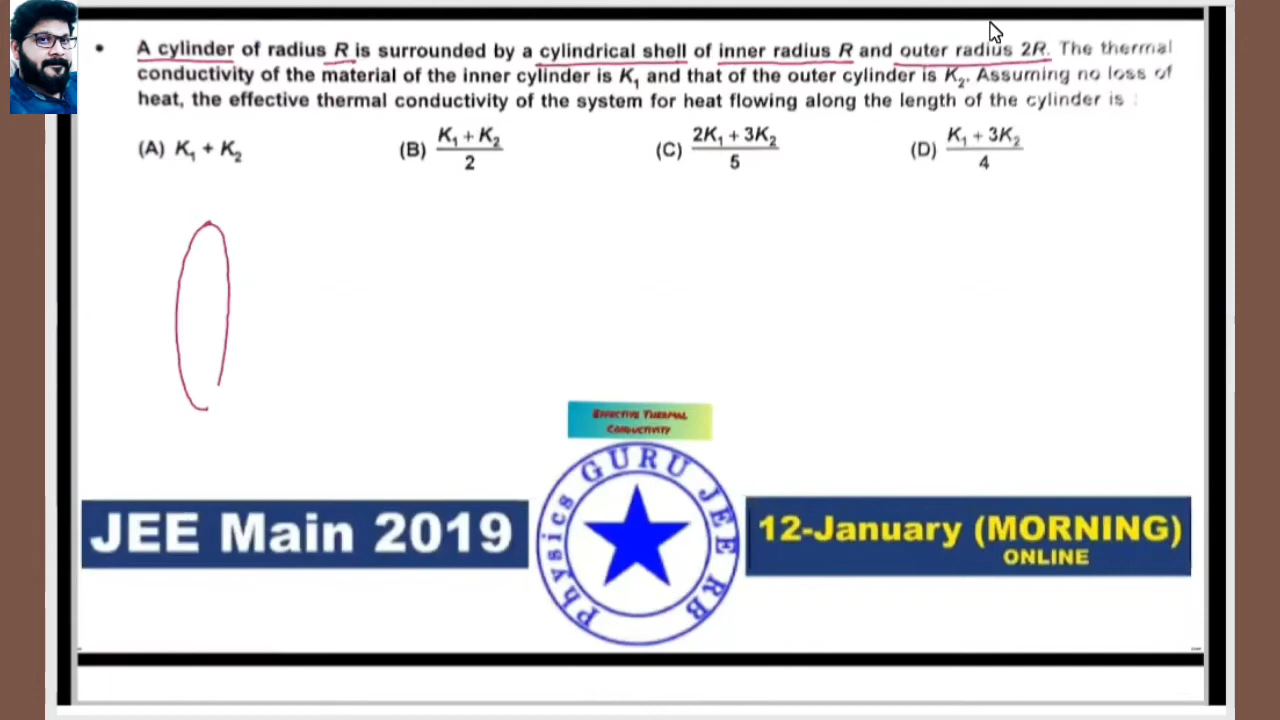 • A cylinder of radius R is surrounded by a cylindrical shell of inner radius R and outer radius 2R. The thermal
conductivity of the material of the inner cylinder is K₁ and that of the outer cylinder is K₂. Assuming no loss of
heat, the effective thermal conductivity of the system for heat flowing along the length of the cylinder is :
(A) K₁ + K₂ (B) (K₁ + K₂)/2 (C) (2K₁ + 3K₂)/5 (D) (K₁ + 3K₂)/4
EFFECTIVE THERMAL
CONDUCTIVITY
Physics GURU JEE RB
JEE Main 2019
12-January (MORNING)
ONLINE